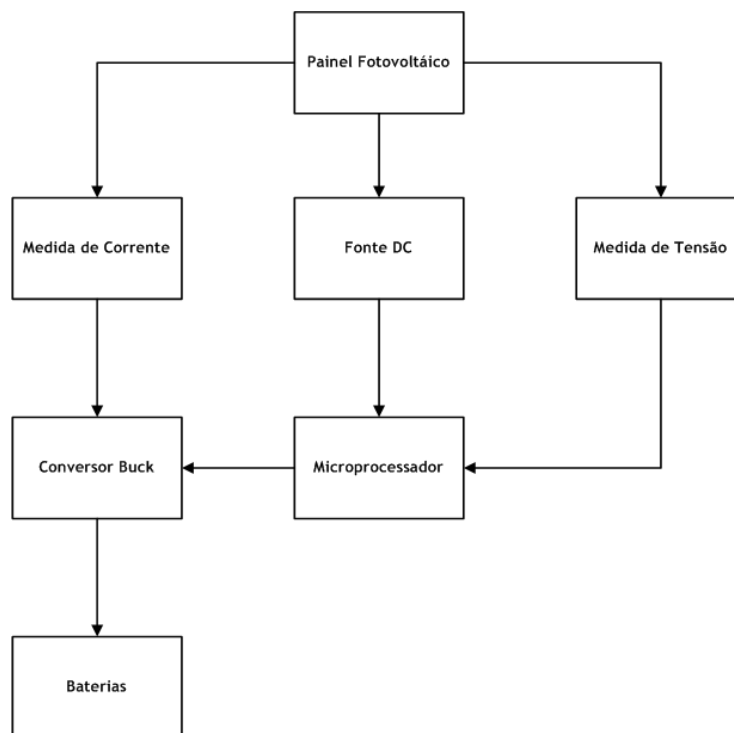 Painel Fotovoltáico
Medida de Corrente
Fonte DC
Medida de Tensão
Conversor Buck
Microprocessador
Baterias